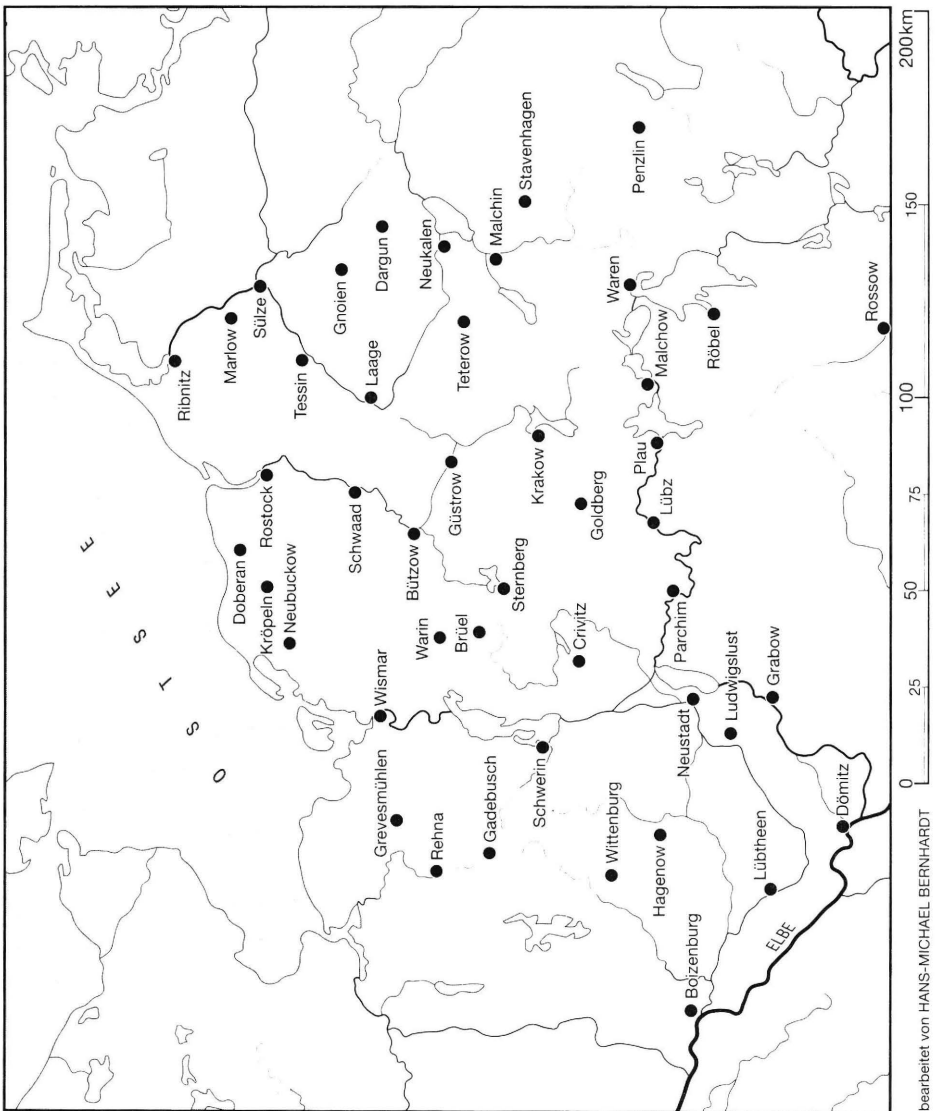 OSTSEE
Ribnitz
Marlow
Sülze
Doberan
Rostock
Kröpeln
Neubuckow
Tessin
Gnoien
Dargun
Laage
Schwaad
Wismar
Grevesmühlen
Rehna
Warin
Bützow
Güstrow
Neukalen
Teterow
Malchin
Stavenhagen
Gadebusch
Brüel
Sternberg
Krakow
Schwerin
Crivitz
Goldberg
Wittenburg
Hagenow
Waren
Penzlin
Malchow
Plau
Lübz
Parchim
Röbel
Boizenburg
Neustadt
Ludwigslust
Grabow
Lübtheen
ELBE
Dömitz
Rossow
0 25 50 75 100 150 200km
bearbeitet von HANS-MICHAEL BERNHARDT